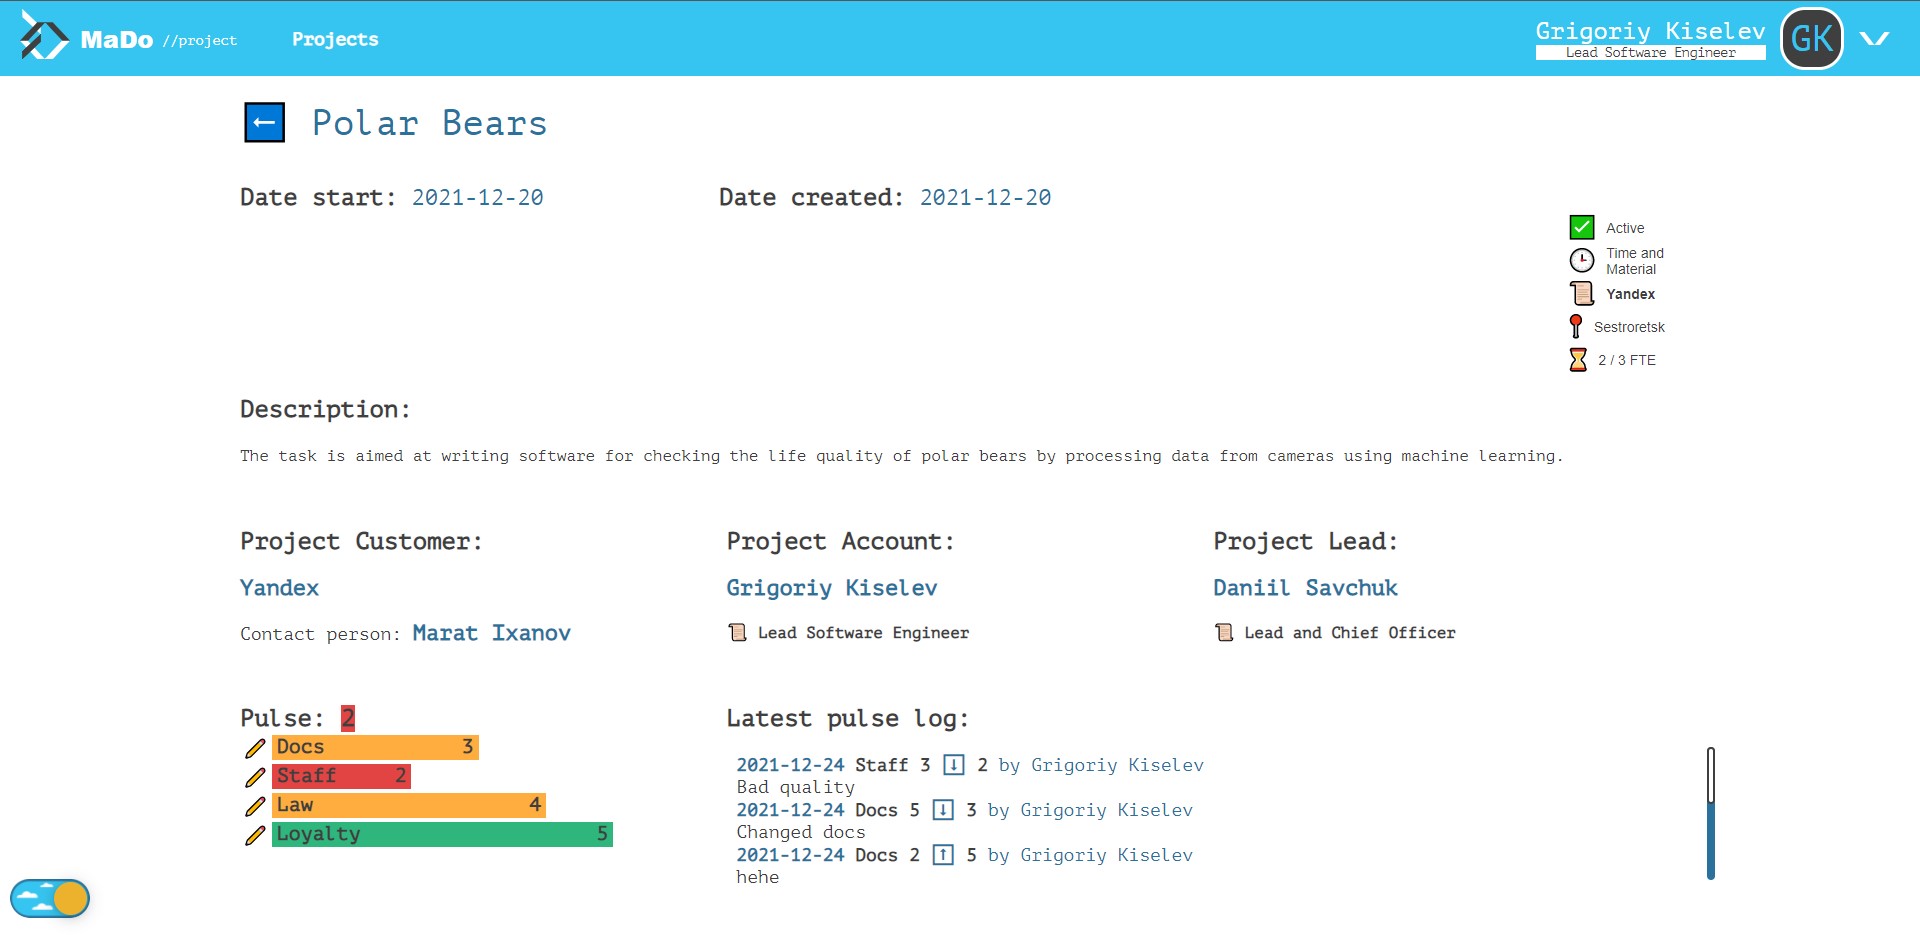 MaDo //project
Projects
Grigoriy Kiselev
Lead Software Engineer
GK
Polar Bears
Date start: 2021-12-20
Date created: 2021-12-20
Active
Time and
Material
Yandex
Sestroretsk
2 / 3 FTE
Description:
The task is aimed at writing software for checking the life quality of polar bears by processing data from cameras using machine learning.
Project Customer:
Yandex
Contact person: Marat Ixanov
Project Account:
Grigoriy Kiselev
Lead Software Engineer
Project Lead:
Daniil Savchuk
Lead and Chief Officer
Pulse: 2
Docs 3
Staff 2
Law 4
Loyalty 5
Latest pulse log:
2021-12-24 Staff 3 ↓ 2 by Grigoriy Kiselev
Bad quality
2021-12-24 Docs 5 ↓ 3 by Grigoriy Kiselev
Changed docs
2021-12-24 Docs 2 ↑ 5 by Grigoriy Kiselev
hehe